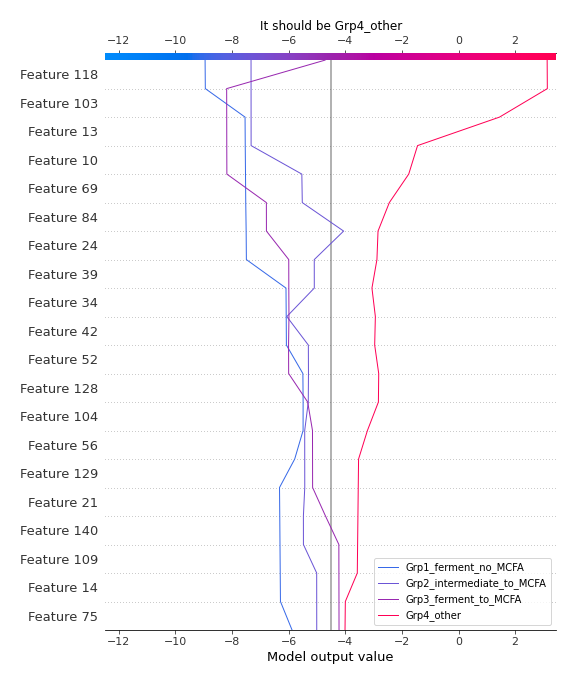 It should be Grp4_other
−12 −10 −8 −6 −4 −2 0 2
Feature 118
Feature 103
Feature 13
Feature 10
Feature 69
Feature 84
Feature 24
Feature 39
Feature 34
Feature 42
Feature 52
Feature 128
Feature 104
Feature 56
Feature 129
Feature 21
Feature 140
Feature 109
Feature 14
Feature 75
Grp1_ferment_no_MCFA
Grp2_intermediate_to_MCFA
Grp3_ferment_to_MCFA
Grp4_other
−12 −10 −8 −6 −4 −2 0 2
Model output value